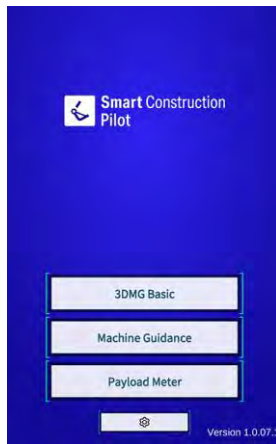 Smart Construction
Pilot
3DMG Basic
Machine Guidance
Payload Meter
Version 1.0.07.